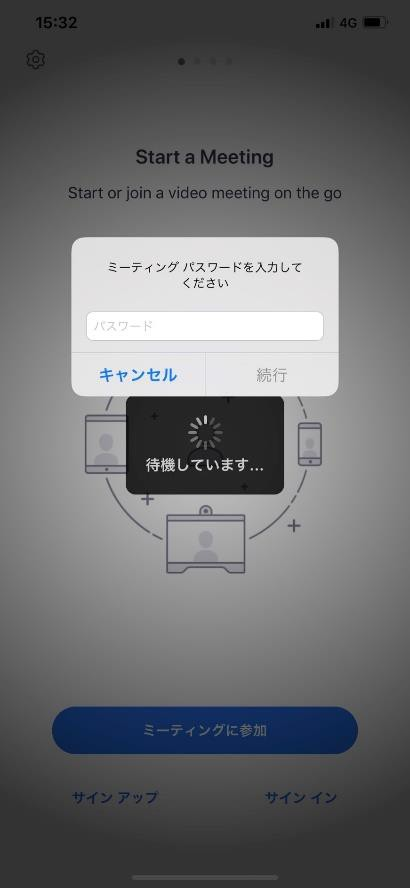 15:32
4G
Start a Meeting
Start or join a video meeting on the go
ミーティング パスワードを入力して
ください
パスワード
キャンセル
続行
待機しています...
ミーティングに参加
サイン アップ
サイン イン